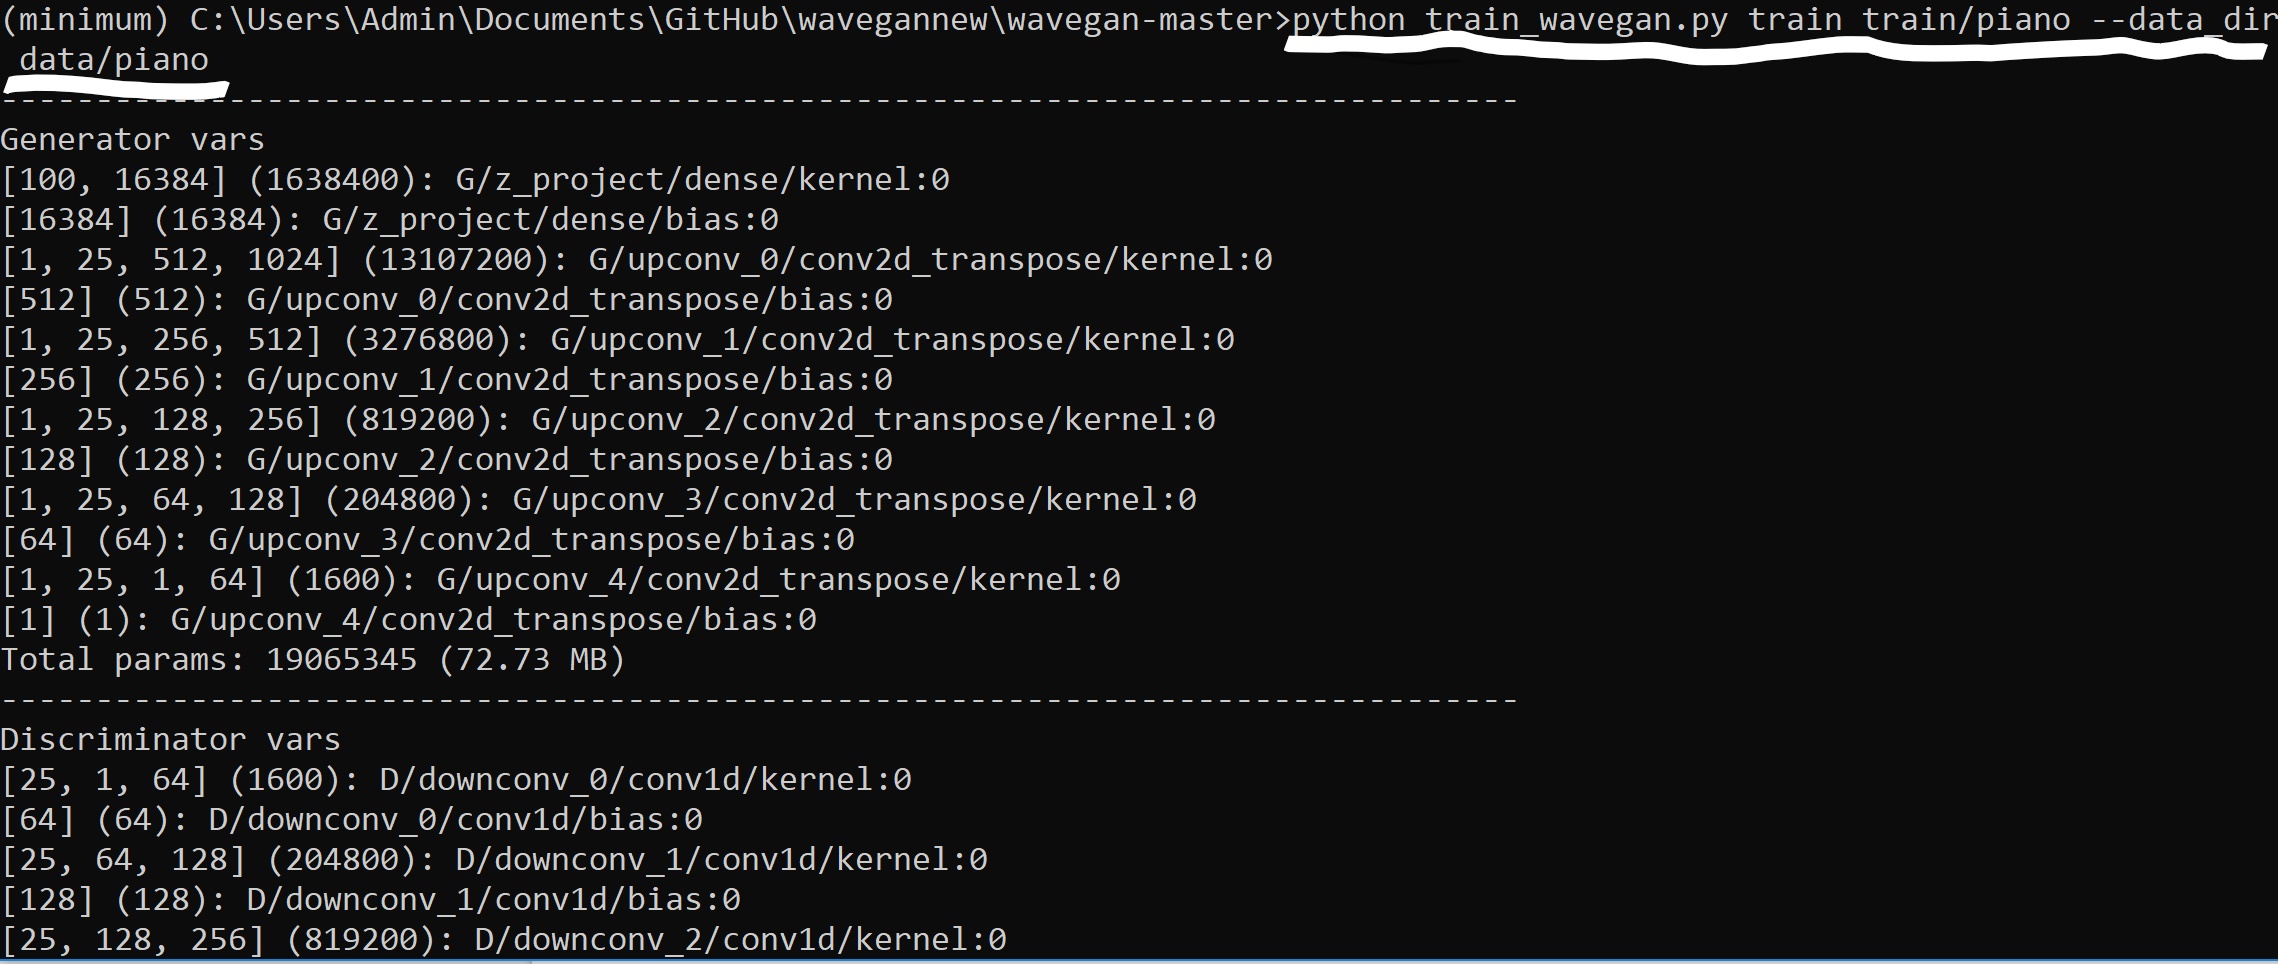 (minimum) C:\Users\Admin\Documents\GitHub\wavegannew\wavegan-master>python train_wavegan.py train train/piano --data_dir
 data/piano
--------------------------------------------------------------------------------
Generator vars
[100, 16384] (1638400): G/z_project/dense/kernel:0
[16384] (16384): G/z_project/dense/bias:0
[1, 25, 512, 1024] (13107200): G/upconv_0/conv2d_transpose/kernel:0
[512] (512): G/upconv_0/conv2d_transpose/bias:0
[1, 25, 256, 512] (3276800): G/upconv_1/conv2d_transpose/kernel:0
[256] (256): G/upconv_1/conv2d_transpose/bias:0
[1, 25, 128, 256] (819200): G/upconv_2/conv2d_transpose/kernel:0
[128] (128): G/upconv_2/conv2d_transpose/bias:0
[1, 25, 64, 128] (204800): G/upconv_3/conv2d_transpose/kernel:0
[64] (64): G/upconv_3/conv2d_transpose/bias:0
[1, 25, 1, 64] (1600): G/upconv_4/conv2d_transpose/kernel:0
[1] (1): G/upconv_4/conv2d_transpose/bias:0
Total params: 19065345 (72.73 MB)
--------------------------------------------------------------------------------
Discriminator vars
[25, 1, 64] (1600): D/downconv_0/conv1d/kernel:0
[64] (64): D/downconv_0/conv1d/bias:0
[25, 64, 128] (204800): D/downconv_1/conv1d/kernel:0
[128] (128): D/downconv_1/conv1d/bias:0
[25, 128, 256] (819200): D/downconv_2/conv1d/kernel:0